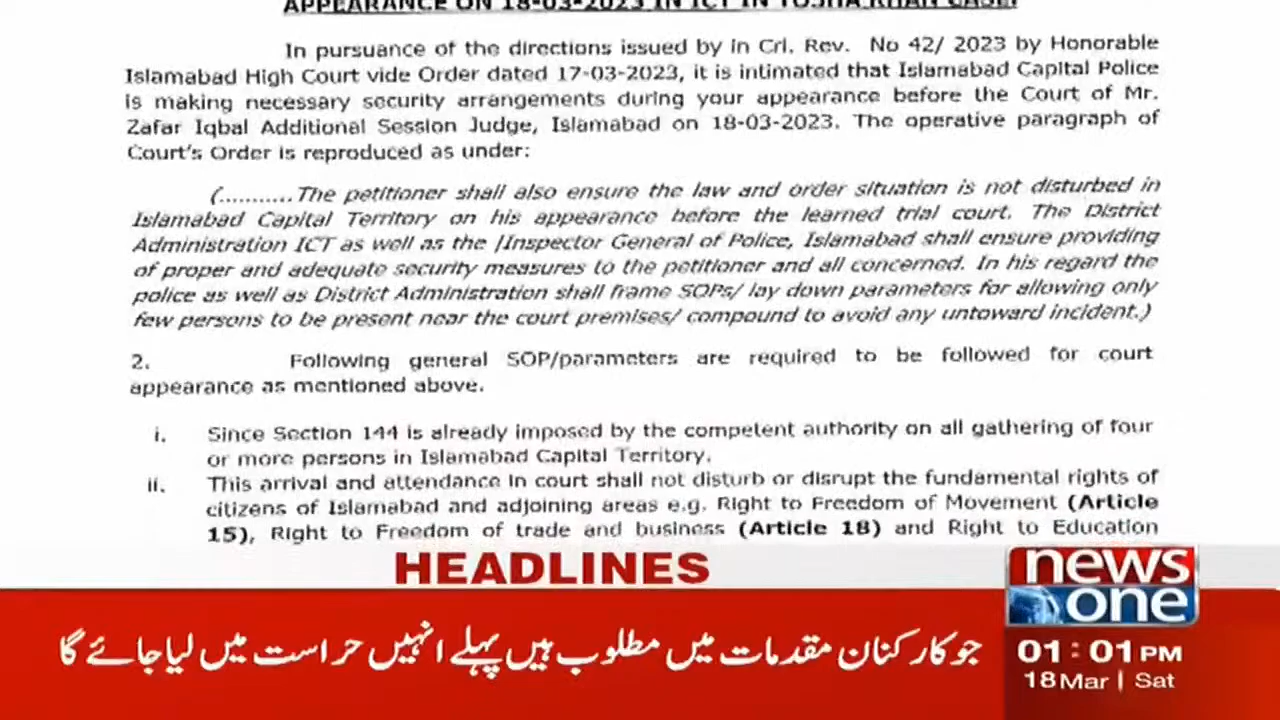 APPEARANCE ON 18-03-2023 IN ICT IN TOSHA KHAN CASE.
In pursuance of the directions issued by in Crl. Rev. No 42/ 2023 by Honorable
Islamabad High Court vide Order dated 17-03-2023, it is intimated that Islamabad Capital Police
is making necessary security arrangements during your appearance before the Court of Mr.
Zafar Iqbal Additional Session Judge, Islamabad on 18-03-2023. The operative paragraph of
Court's Order is reproduced as under:
(...........The petitioner shall also ensure the law and order situation is not disturbed in
Islamabad Capital Territory on his appearance before the learned trial court. The District
Administration ICT as well as the |Inspector General of Police, Islamabad shall ensure providing
of proper and adequate security measures to the petitioner and all concerned. In his regard the
police as well as District Administration shall frame SOPs/ lay down parameters for allowing only
few persons to be present near the court premises/ compound to avoid any untoward incident.)
2. Following general SOP/parameters are required to be followed for court
appearance as mentioned above.
i. Since Section 144 is already imposed by the competent authority on all gathering of four
or more persons in Islamabad Capital Territory.
ii. This arrival and attendance in court shall not disturb or disrupt the fundamental rights of
citizens of Islamabad and adjoining areas e.g. Right to Freedom of Movement (Article
15), Right to Freedom of trade and business (Article 18) and Right to Education
HEADLINES
news
one
جو کارکنان مقدمات میں مطلوب ہیں پہلے انہیں حراست میں لیا جائے گا
01:01 PM
18 Mar | Sat